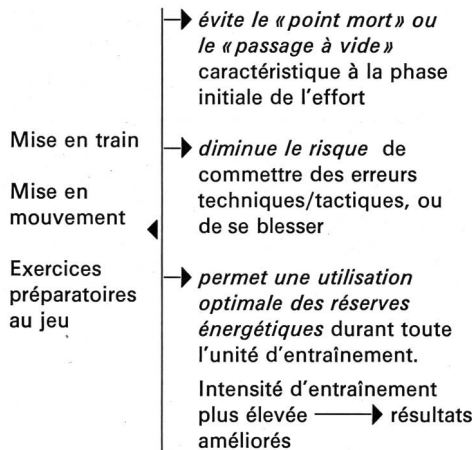 Mise en train
Mise en
mouvement
Exercices
préparatoires
au jeu
évite le «point mort» ou
le «passage à vide»
caractéristique à la phase
initiale de l'effort
diminue le risque de
commettre des erreurs
techniques/tactiques, ou
de se blesser
permet une utilisation
optimale des réserves
énergétiques durant toute
l'unité d'entraînement.
Intensité d'entraînement
plus élevée résultats
améliorés